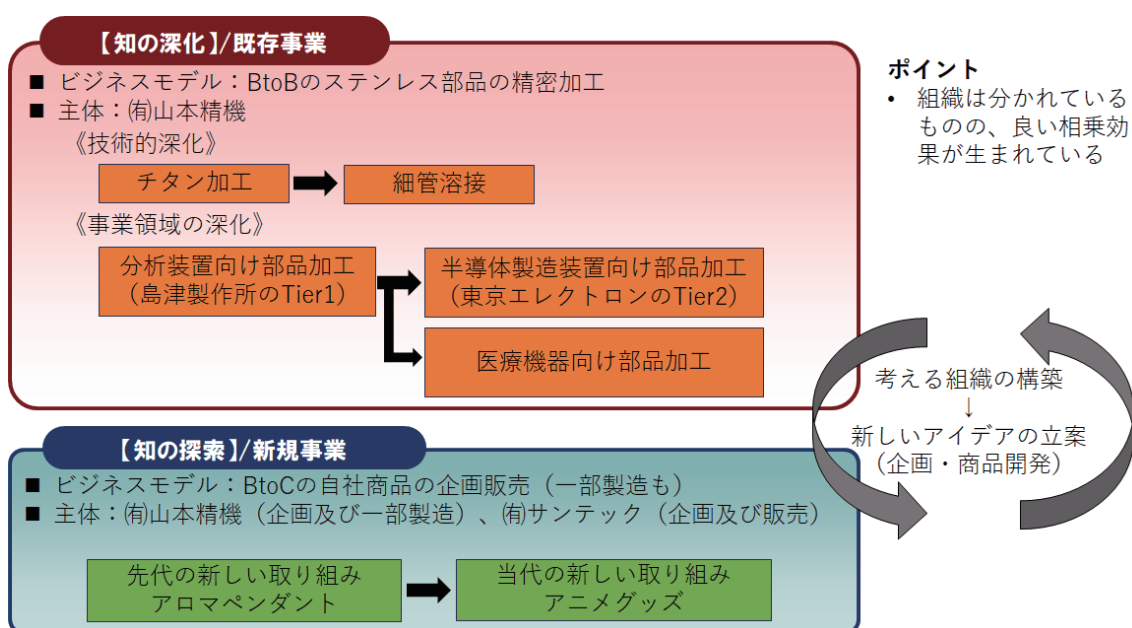 【知の深化】/既存事業
■ ビジネスモデル：BtoBのステンレス部品の精密加工
■ 主体：㈲山本精機
《技術的深化》
チタン加工
細管溶接
《事業領域の深化》
分析装置向け部品加工
（島津製作所のTier1）
半導体製造装置向け部品加工
（東京エレクトロンのTier2）
医療機器向け部品加工
ポイント
• 組織は分かれている
ものの、良い相乗効
果が生まれている
考える組織の構築
↓
新しいアイデアの立案
（企画・商品開発）
【知の探索】/新規事業
■ ビジネスモデル：BtoCの自社商品の企画販売（一部製造も）
■ 主体：㈲山本精機（企画及び一部製造）、㈲サンテック（企画及び販売）
先代の新しい取り組み
アロマペンダント
当代の新しい取り組み
アニメグッズ